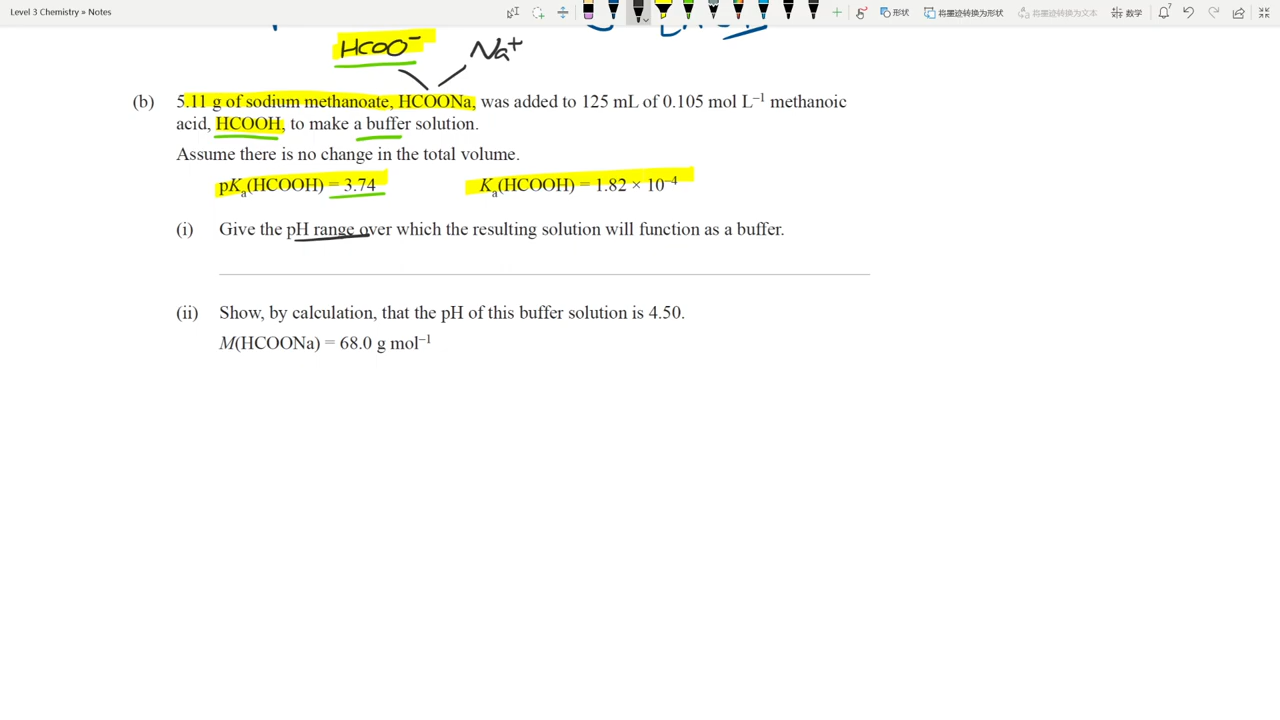 Level 3 Chemistry » Notes
形状
将墨迹转换为形状
将墨迹转换为文本
数学
HCOO⁻ Na⁺
(b) 5.11 g of sodium methanoate, HCOONa, was added to 125 mL of 0.105 mol L⁻¹ methanoic
acid, HCOOH, to make a buffer solution.
Assume there is no change in the total volume.
pKₐ(HCOOH) = 3.74 Kₐ(HCOOH) = 1.82 × 10⁻⁴
(i) Give the pH range over which the resulting solution will function as a buffer.
(ii) Show, by calculation, that the pH of this buffer solution is 4.50.
M(HCOONa) = 68.0 g mol⁻¹